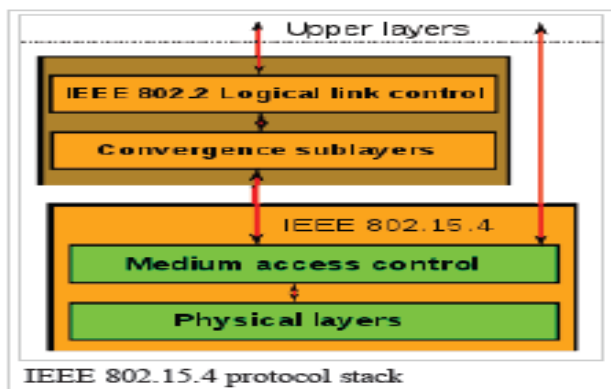 Upper layers
IEEE 802.2 Logical link control
Convergence sublayers
IEEE 802.15.4
Medium access control
Physical layers
IEEE 802.15.4 protocol stack